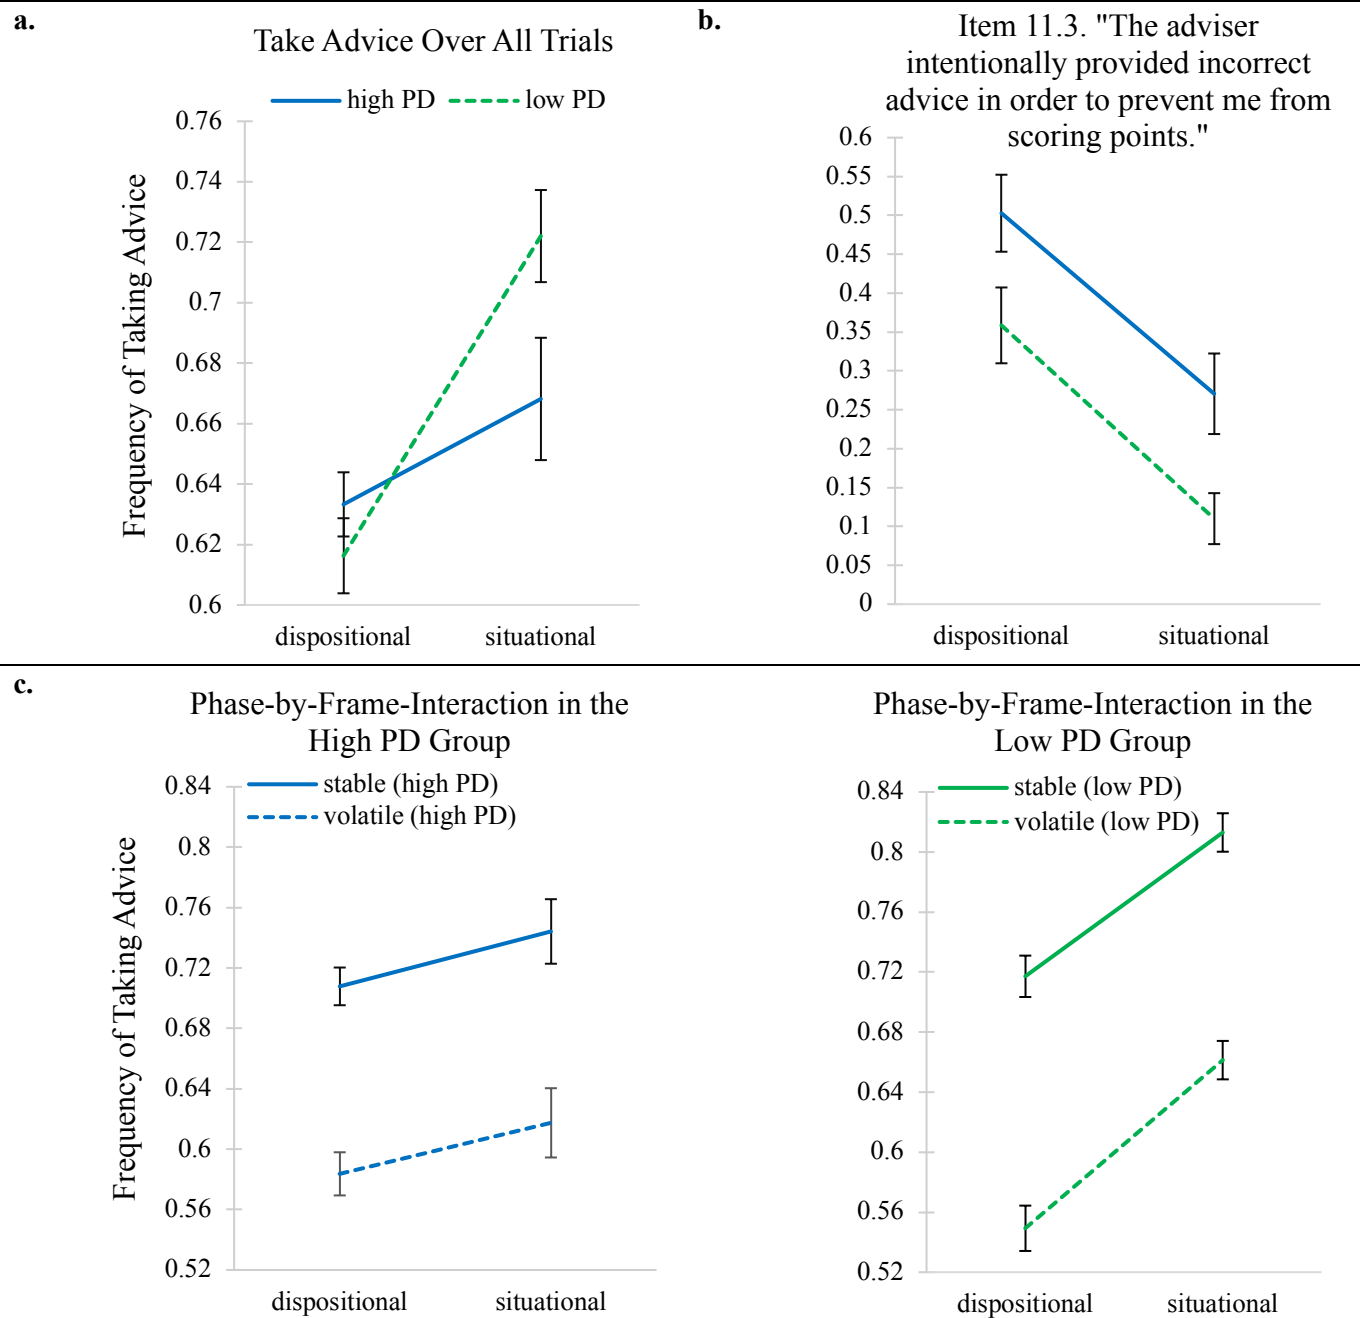 a.
Take Advice Over All Trials
high PD
low PD
Frequency of Taking Advice
0.76
0.74
0.72
0.7
0.68
0.66
0.64
0.62
0.6
dispositional
situational
b.
Item 11.3. "The adviser
intentionally provided incorrect
advice in order to prevent me from
scoring points."
0.6
0.55
0.5
0.45
0.4
0.35
0.3
0.25
0.2
0.15
0.1
0.05
0
dispositional
situational
c.
Phase-by-Frame-Interaction in the
High PD Group
stable (high PD)
volatile (high PD)
Frequency of Taking Advice
0.84
0.8
0.76
0.72
0.68
0.64
0.6
0.56
0.52
dispositional
situational
Phase-by-Frame-Interaction in the
Low PD Group
stable (low PD)
volatile (low PD)
0.84
0.8
0.76
0.72
0.68
0.64
0.6
0.56
0.52
dispositional
situational